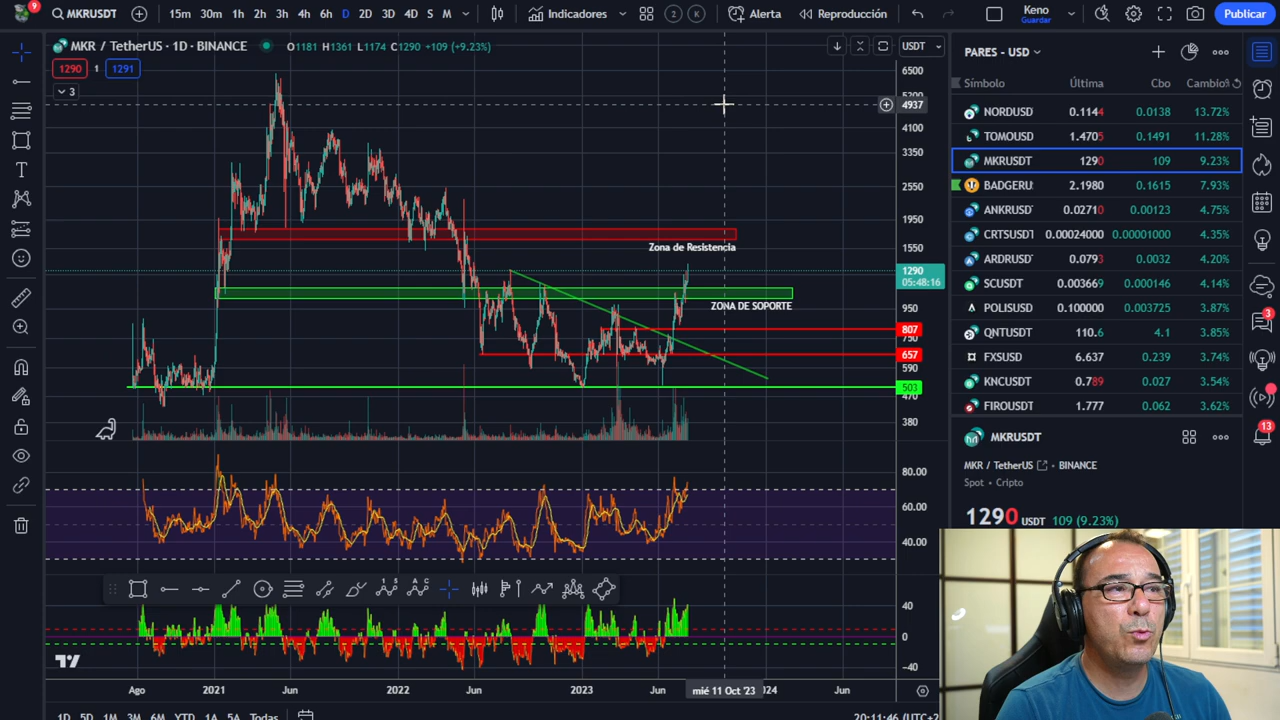 9 MKRUSDT 15m 30m 1h 2h 3h 4h 6h D 2D 3D 4D S M Indicadores 2 K Alerta Reproducción Keno Guardar Publicar
MKR / TetherUS · 1D · BINANCE O1181 H1361 L1174 C1290 +109 (+9.23%) USDT
1290 1 1291
3
6500
4937
4100
3350
2550
1950
1550
Zona de Resistencia
1290
05:48:16
ZONA DE SOPORTE
950
807
750
657
590
503
470
380
80.00
60.00
40.00
40
0
−40
Ago 2021 Jun 2022 Jun 2023 Jun mié 11 Oct '23 2024 Jun
1D 5D 1M 3M 6M YTD 1A 5A Todas 20:11:46 (UTC+2
PARES - USD
Símbolo Última Cbo Cambio%
NORDUSD 0.1144 0.0138 13.72%
TOMOUSD 1.4705 0.1491 11.28%
MKRUSDT 1290 109 9.23%
BADGERU 2.1980 0.1615 7.93%
ANKRUSD 0.02710 0.00123 4.75%
CRTSUSDT 0.00024000 0.00001000 4.35%
ARDRUSD 0.0793 0.0032 4.20%
SCUSDT 0.003669 0.000146 4.14%
POLISUSD 0.100000 0.003725 3.87%
QNTUSDT 110.6 4.1 3.85%
FXSUSD 6.637 0.239 3.74%
KNCUSDT 0.789 0.027 3.54%
FIROUSDT 1.777 0.062 3.62%
MKRUSDT
MKR / TetherUS · BINANCE
Spot · Cripto
1290 USDT 109 (9.23%)
3
13